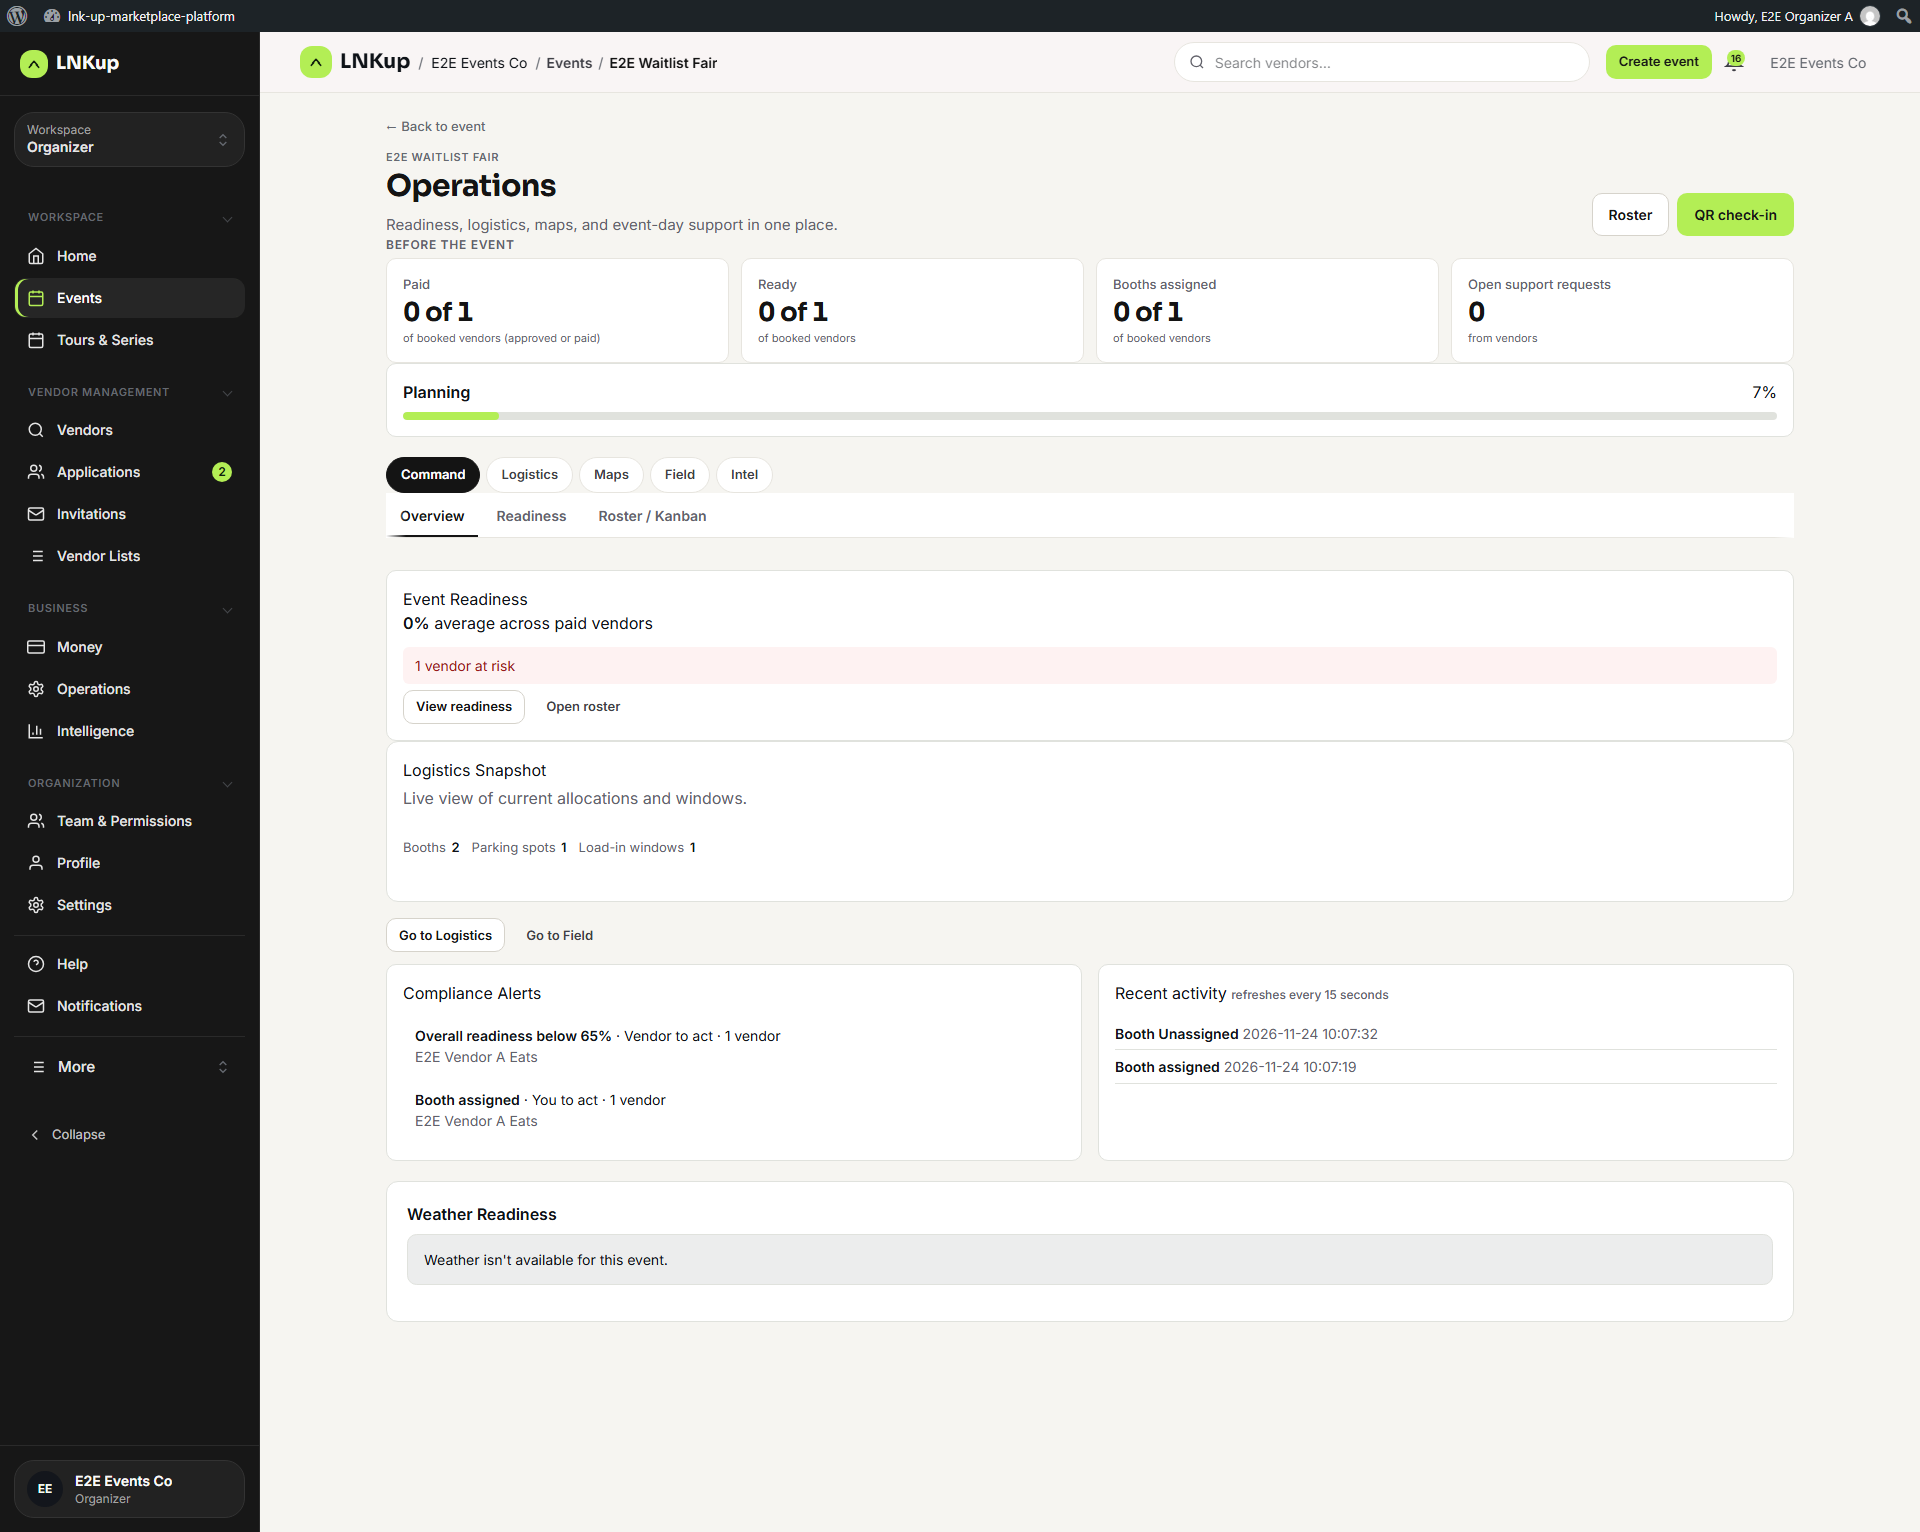 lnk-up-marketplace-platform
Howdy, E2E Organizer A
LNKup
Workspace
Organizer
WORKSPACE
Home
Events
Tours & Series
VENDOR MANAGEMENT
Vendors
Applications 2
Invitations
Vendor Lists
BUSINESS
Money
Operations
Intelligence
ORGANIZATION
Team & Permissions
Profile
Settings
Help
Notifications
More
Collapse
EE
E2E Events Co
Organizer
LNKup / E2E Events Co / Events / E2E Waitlist Fair
Search vendors...
Create event
16
E2E Events Co
← Back to event
E2E WAITLIST FAIR
Operations
Readiness, logistics, maps, and event-day support in one place.
Roster
QR check-in
BEFORE THE EVENT
Paid
0 of 1
of booked vendors (approved or paid)
Ready
0 of 1
of booked vendors
Booths assigned
0 of 1
of booked vendors
Open support requests
0
from vendors
Planning 7%
Command Logistics Maps Field Intel
Overview Readiness Roster / Kanban
Event Readiness
0% average across paid vendors
1 vendor at risk
View readiness Open roster
Logistics Snapshot
Live view of current allocations and windows.
Booths 2 Parking spots 1 Load-in windows 1
Go to Logistics Go to Field
Compliance Alerts
Overall readiness below 65% · Vendor to act · 1 vendor
E2E Vendor A Eats
Booth assigned · You to act · 1 vendor
E2E Vendor A Eats
Recent activity refreshes every 15 seconds
Booth Unassigned 2026-11-24 10:07:32
Booth assigned 2026-11-24 10:07:19
Weather Readiness
Weather isn't available for this event.